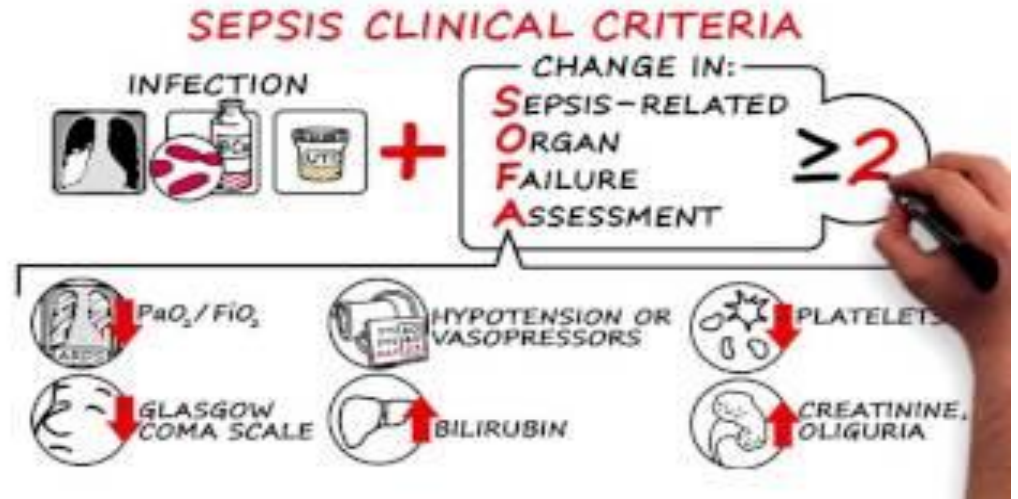 SEPSIS CLINICAL CRITERIA
INFECTION
UTI
+
CHANGE IN:
SEPSIS-RELATED
ORGAN
FAILURE
ASSESSMENT
≥2
PaO₂/FiO₂
HYPOTENSION OR
VASOPRESSORS
PLATELETS
ARDS
GLASGOW
COMA SCALE
BILIRUBIN
CREATININE,
OLIGURIA